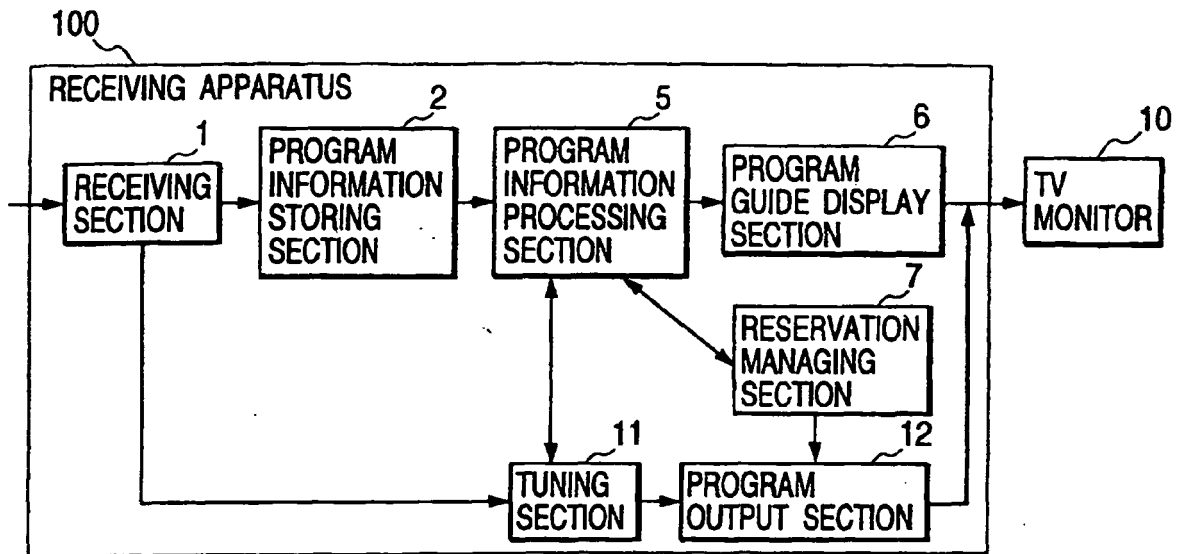 100
RECEIVING APPARATUS
1
RECEIVING
SECTION
2
PROGRAM
INFORMATION
STORING
SECTION
5
PROGRAM
INFORMATION
PROCESSING
SECTION
6
PROGRAM
GUIDE DISPLAY
SECTION
10
TV
MONITOR
7
RESERVATION
MANAGING
SECTION
11
TUNING
SECTION
12
PROGRAM
OUTPUT SECTION